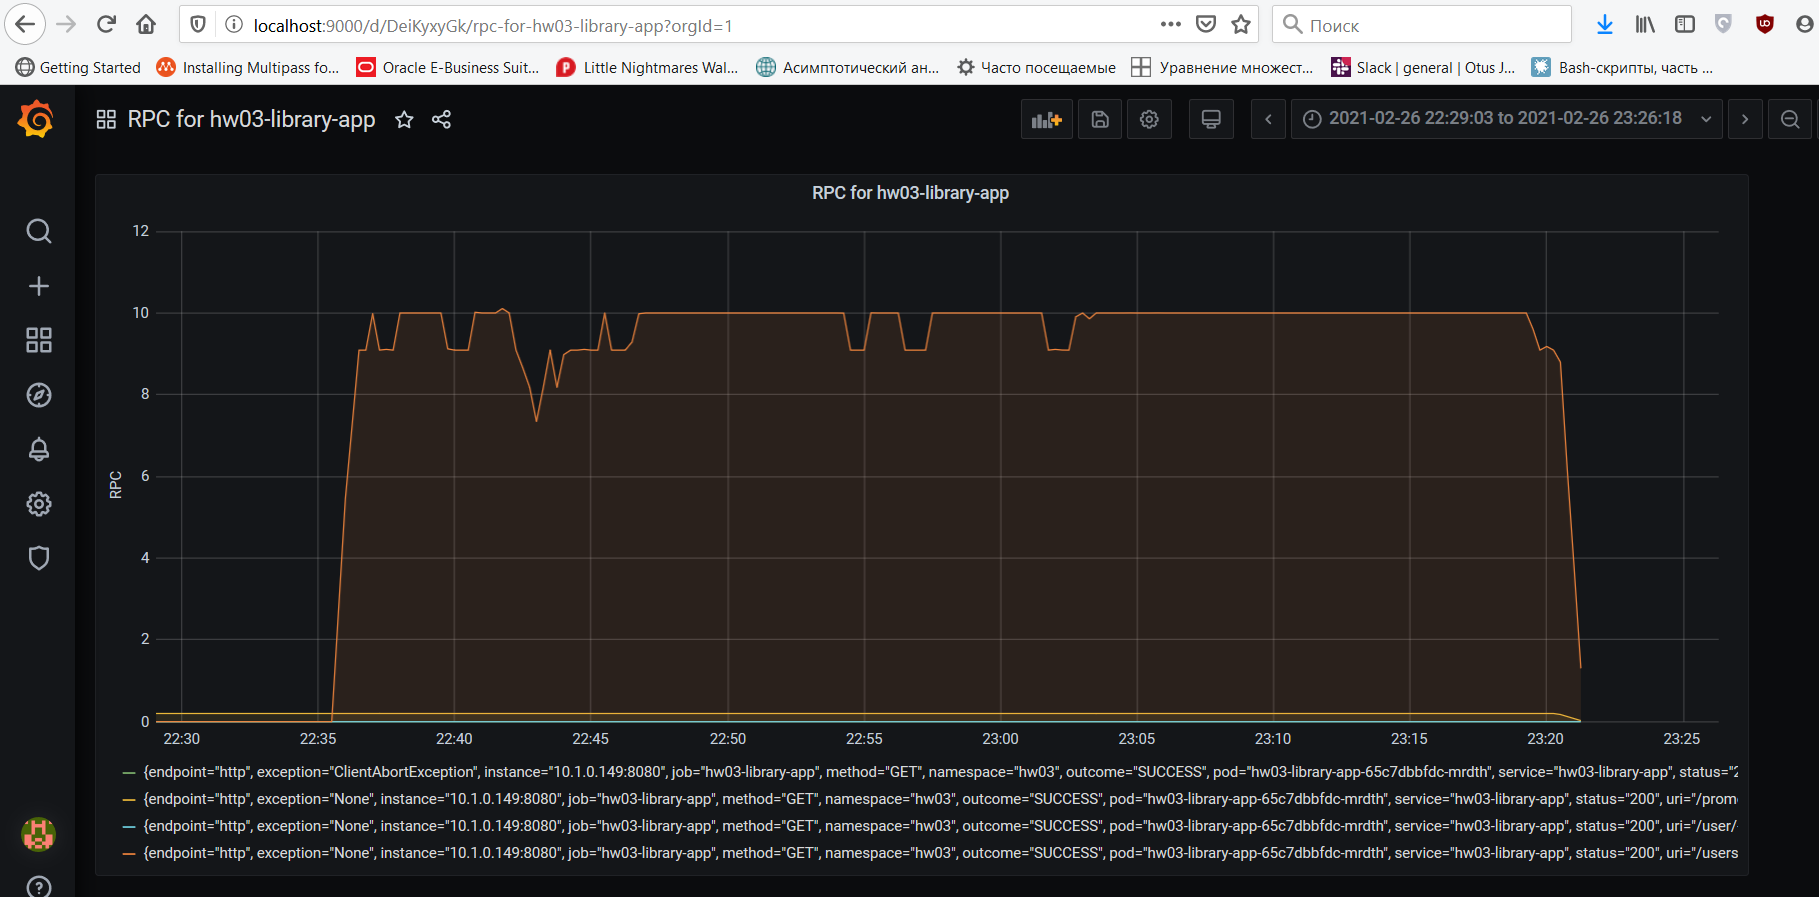 localhost:9000/d/DeiKyxyGk/rpc-for-hw03-library-app?orgId=1
Поиск
Getting Started
Installing Multipass fo...
Oracle E-Business Suit...
Little Nightmares Wal...
Асимптотический ан...
Часто посещаемые
Уравнение множест...
Slack | general | Otus J...
Bash-скрипты, часть ...
RPC for hw03-library-app
2021-02-26 22:29:03 to 2021-02-26 23:26:18
RPC for hw03-library-app
12
10
8
6
4
2
0
RPC
22:30 22:35 22:40 22:45 22:50 22:55 23:00 23:05 23:10 23:15 23:20 23:25
{endpoint="http", exception="ClientAbortException", instance="10.1.0.149:8080", job="hw03-library-app", method="GET", namespace="hw03", outcome="SUCCESS", pod="hw03-library-app-65c7dbbfdc-mrdth", service="hw03-library-app", status="2
{endpoint="http", exception="None", instance="10.1.0.149:8080", job="hw03-library-app", method="GET", namespace="hw03", outcome="SUCCESS", pod="hw03-library-app-65c7dbbfdc-mrdth", service="hw03-library-app", status="200", uri="/prom
{endpoint="http", exception="None", instance="10.1.0.149:8080", job="hw03-library-app", method="GET", namespace="hw03", outcome="SUCCESS", pod="hw03-library-app-65c7dbbfdc-mrdth", service="hw03-library-app", status="200", uri="/user/
{endpoint="http", exception="None", instance="10.1.0.149:8080", job="hw03-library-app", method="GET", namespace="hw03", outcome="SUCCESS", pod="hw03-library-app-65c7dbbfdc-mrdth", service="hw03-library-app", status="200", uri="/users